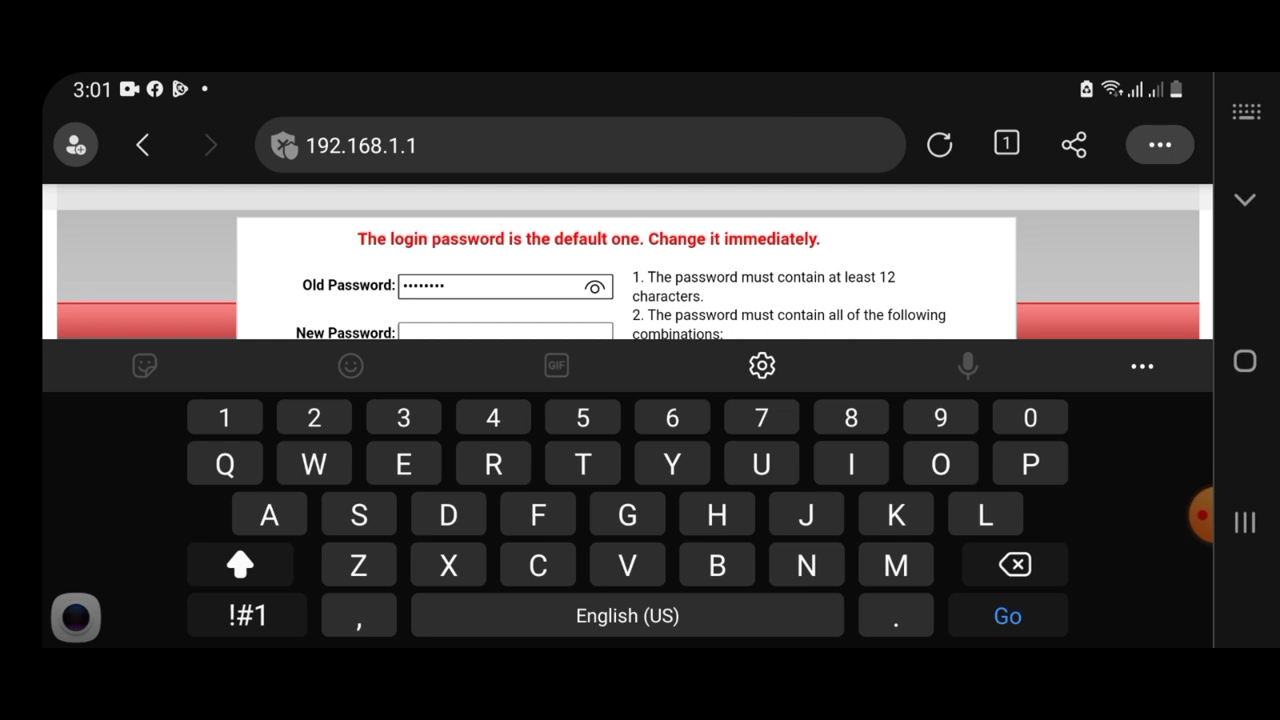 3:01
192.168.1.1
1
The login password is the default one. Change it immediately.
Old Password: ••••••••
1. The password must contain at least 12
characters.
2. The password must contain all of the following
combinations:
New Password:
GIF
1 2 3 4 5 6 7 8 9 0
Q W E R T Y U I O P
A S D F G H J K L
Z X C V B N M
!#1 , English (US) . Go